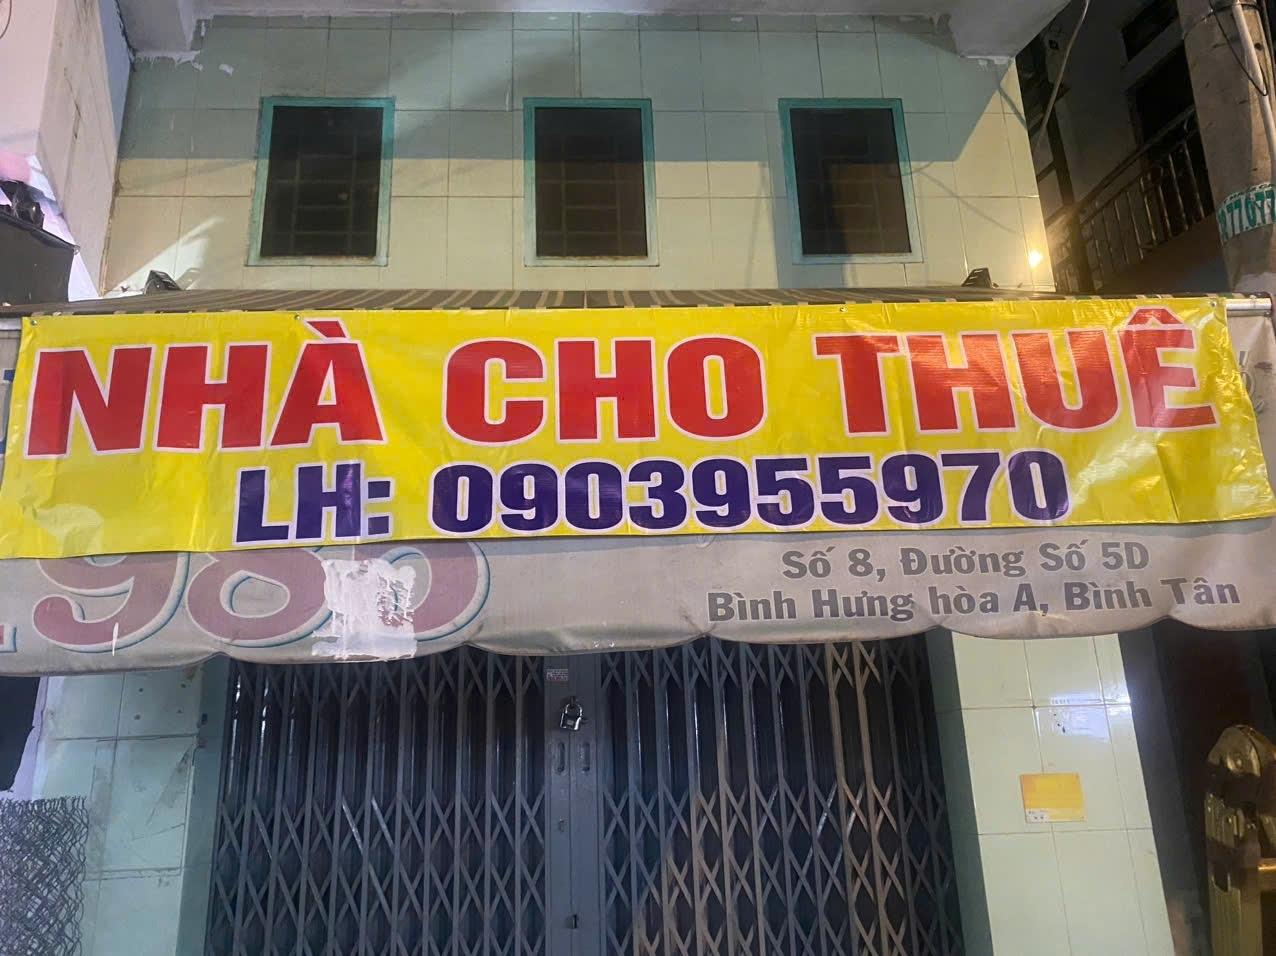 NHÀ CHO THUÊ
LH: 0903955970
Số 8, Đường Số 5D
Bình Hưng hòa A, Bình Tân